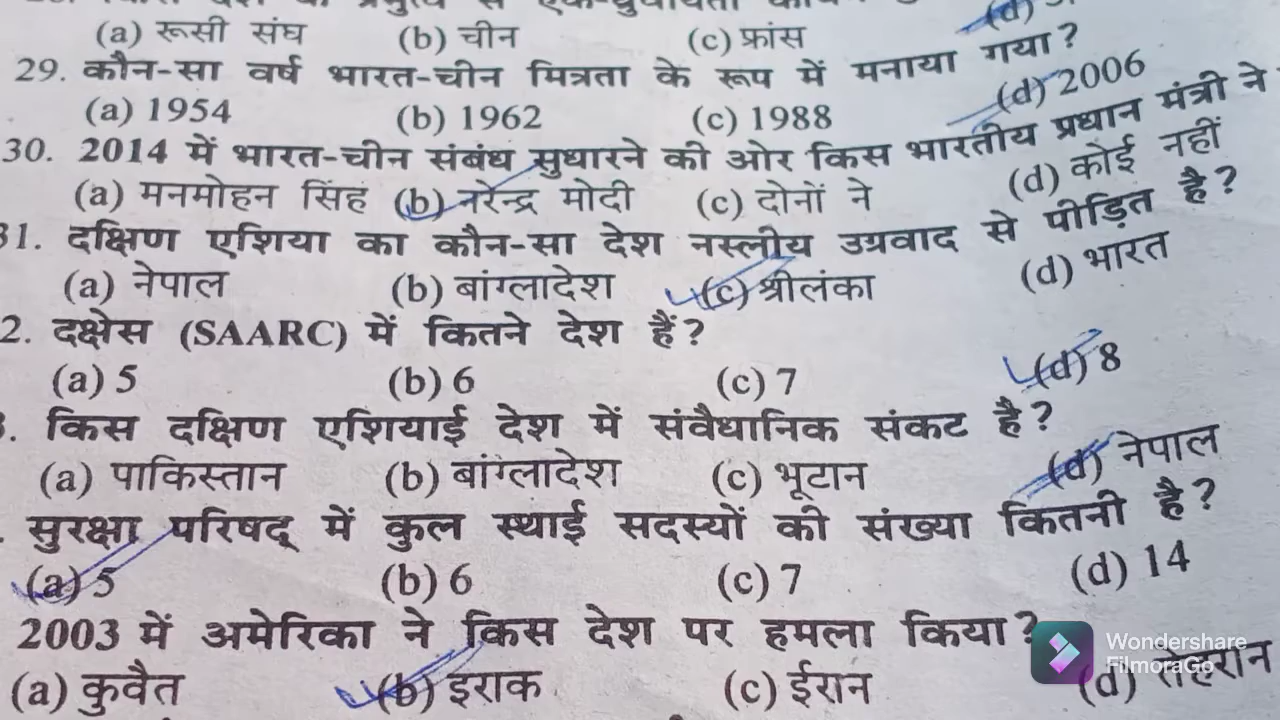 (a) रूसी संघ (b) चीन (c) फ्रांस (d)
29. कौन-सा वर्ष भारत-चीन मित्रता के रूप में मनाया गया?
(a) 1954 (b) 1962 (c) 1988 (d) 2006
30. 2014 में भारत-चीन संबंध सुधारने की ओर किस भारतीय प्रधान मंत्री ने
(a) मनमोहन सिंह (b) नरेन्द्र मोदी (c) दोनों ने (d) कोई नहीं
31. दक्षिण एशिया का कौन-सा देश नस्लीय उग्रवाद से पीड़ित है?
(a) नेपाल (b) बांग्लादेश (c) श्रीलंका (d) भारत
2. दक्षेस (SAARC) में कितने देश हैं?
(a) 5 (b) 6 (c) 7 (d) 8
. किस दक्षिण एशियाई देश में संवैधानिक संकट है?
(a) पाकिस्तान (b) बांग्लादेश (c) भूटान (d) नेपाल
. सुरक्षा परिषद् में कुल स्थाई सदस्यों की संख्या कितनी है?
(a) 5 (b) 6 (c) 7 (d) 14
2003 में अमेरिका ने किस देश पर हमला किया?
(a) कुवैत (b) इराक (c) ईरान (d) तेहरान
Wondershare
FilmoraGo